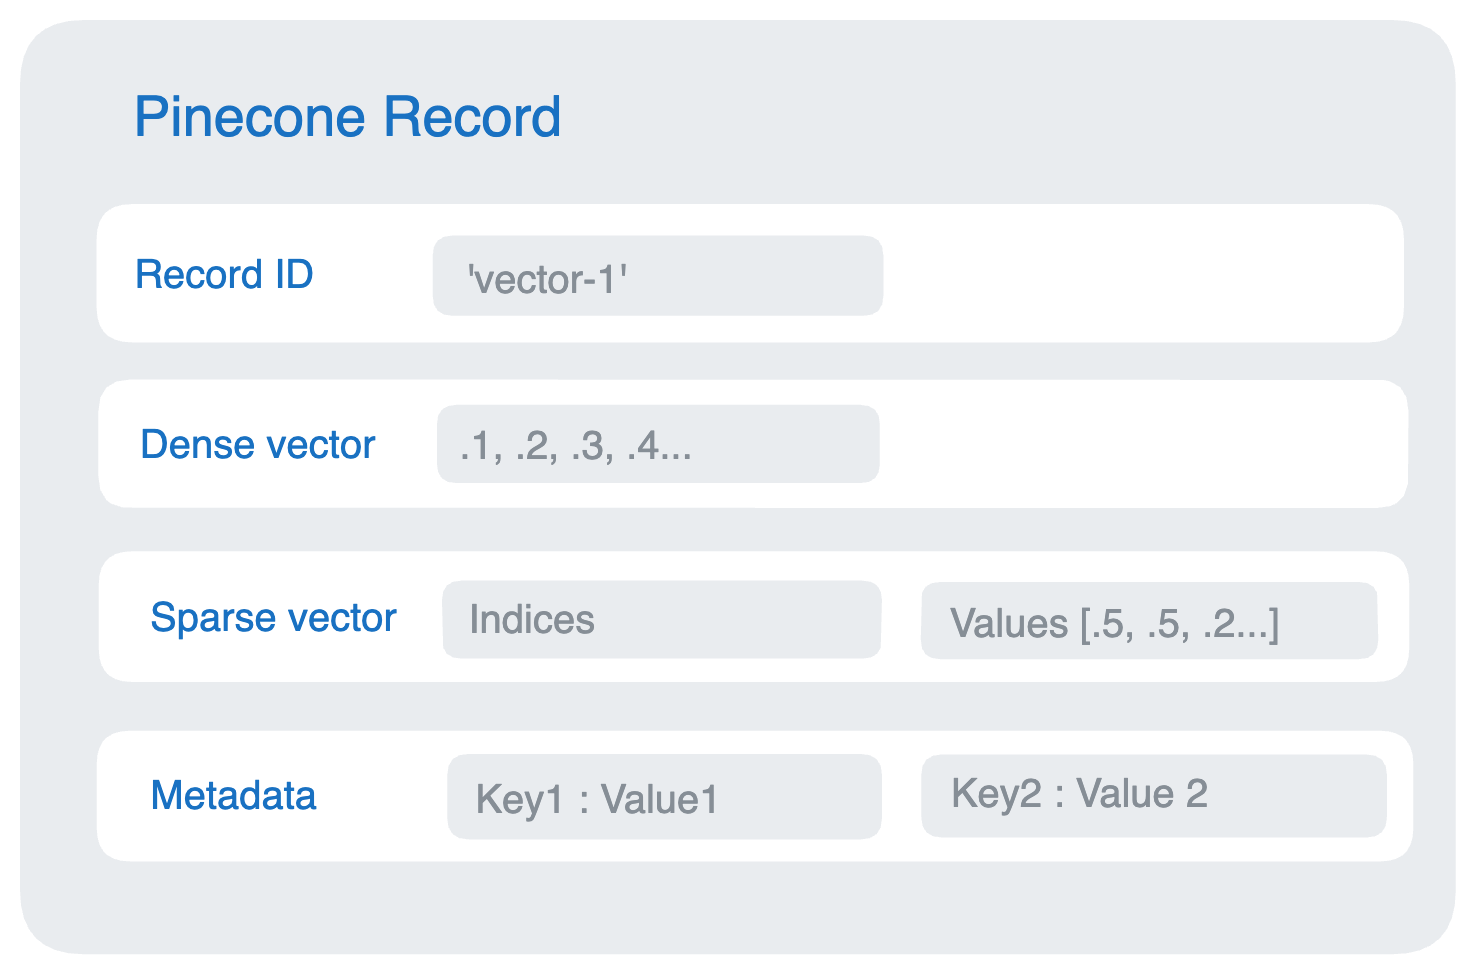 Pinecone Record
Record ID 'vector-1'
Dense vector .1, .2, .3, .4...
Sparse vector Indices Values [.5, .5, .2...]
Metadata Key1 : Value1 Key2 : Value 2